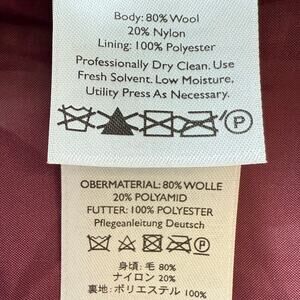 Body: 80% Wool
20% Nylon
Lining: 100% Polyester
Professionally Dry Clean. Use
Fresh Solvent. Low Moisture.
Utility Press As Necessary.
P
OBERMATERIAL: 80% WOLLE
20% POLYAMID
FUTTER: 100% POLYESTER
Pflegeanleitung Deutsch
P
身頃: 毛 80%
ナイロン 20%
裏地: ポリエステル 100%